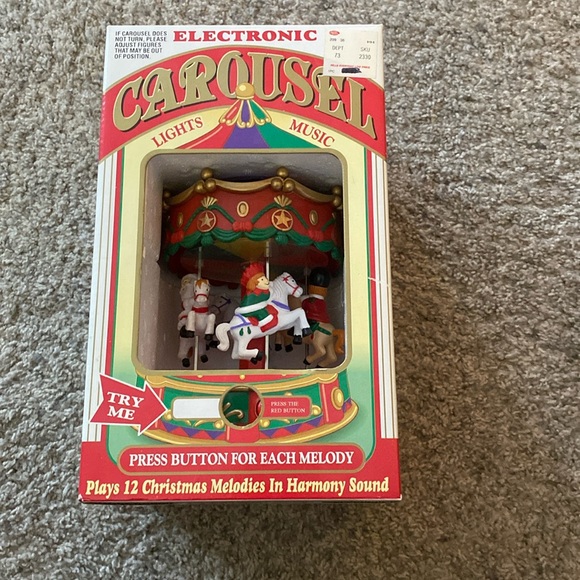 IF CAROUSEL DOES
NOT TURN, PLEASE
ADJUST FIGURES
THAT MAY BE OUT
OF POSITION.
ELECTRONIC
DEPT SKU
73 2330
CAROUSEL
LIGHTS MUSIC
TRY
ME
PRESS THE
RED BUTTON
PRESS BUTTON FOR EACH MELODY
Plays 12 Christmas Melodies In Harmony Sound